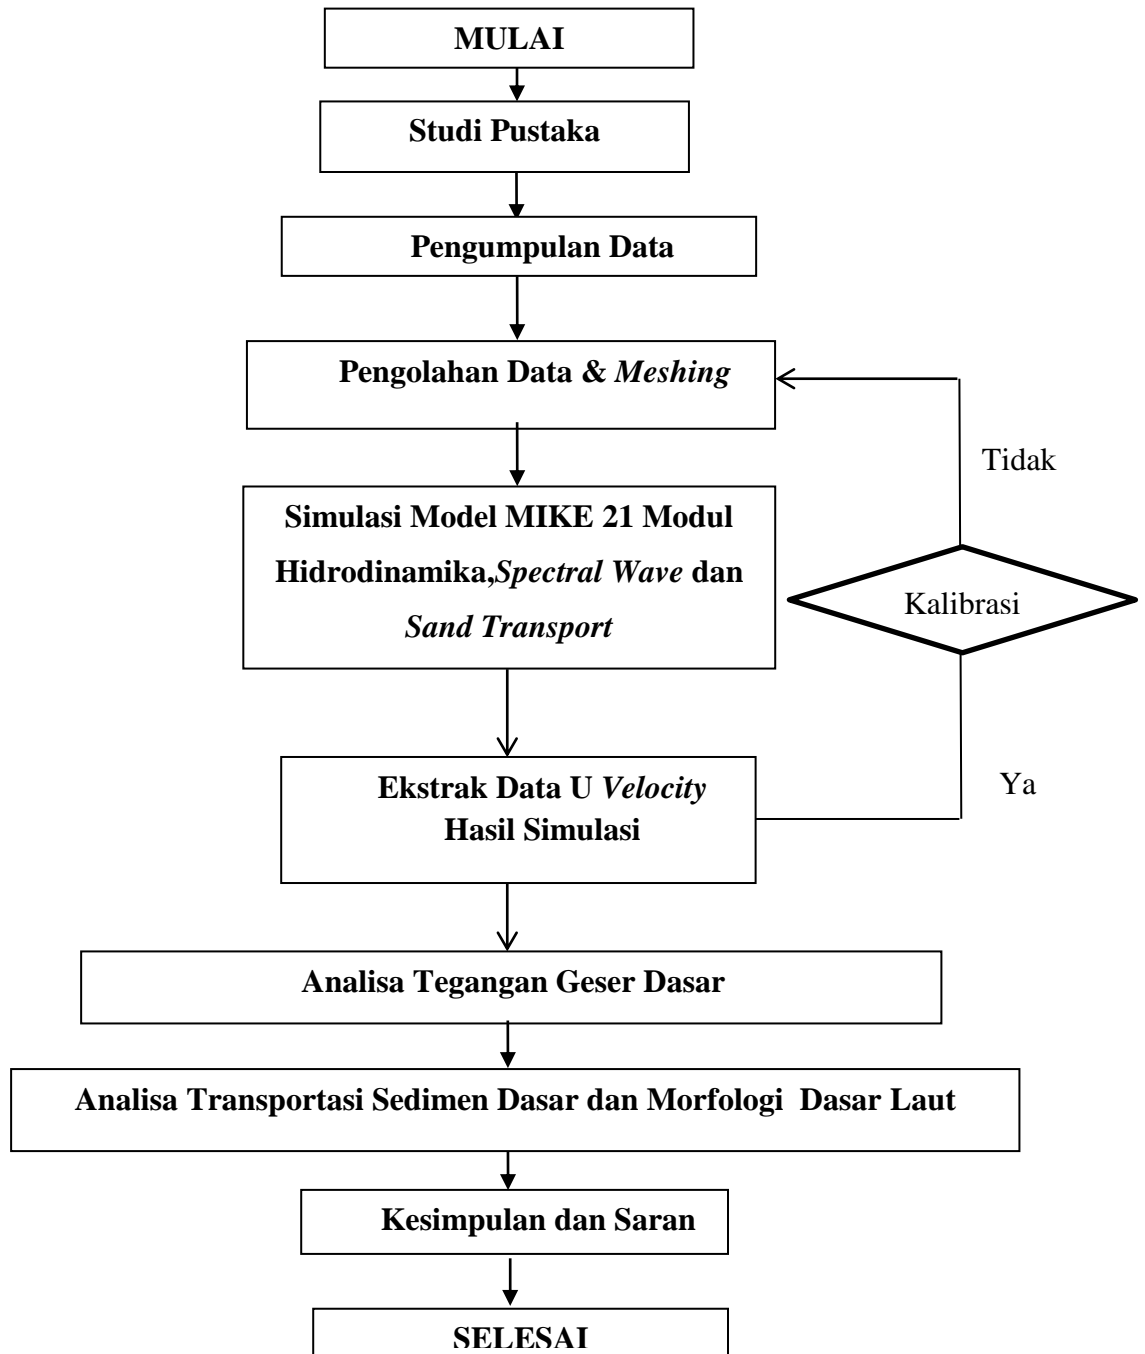 MULAI
Studi Pustaka
Pengumpulan Data
Pengolahan Data & Meshing
Tidak
Simulasi Model MIKE 21 Modul
Hidrodinamika,Spectral Wave dan
Sand Transport
Kalibrasi
Ekstrak Data U Velocity
Hasil Simulasi
Ya
Analisa Tegangan Geser Dasar
Analisa Transportasi Sedimen Dasar dan Morfologi Dasar Laut
Kesimpulan dan Saran
SELESAI